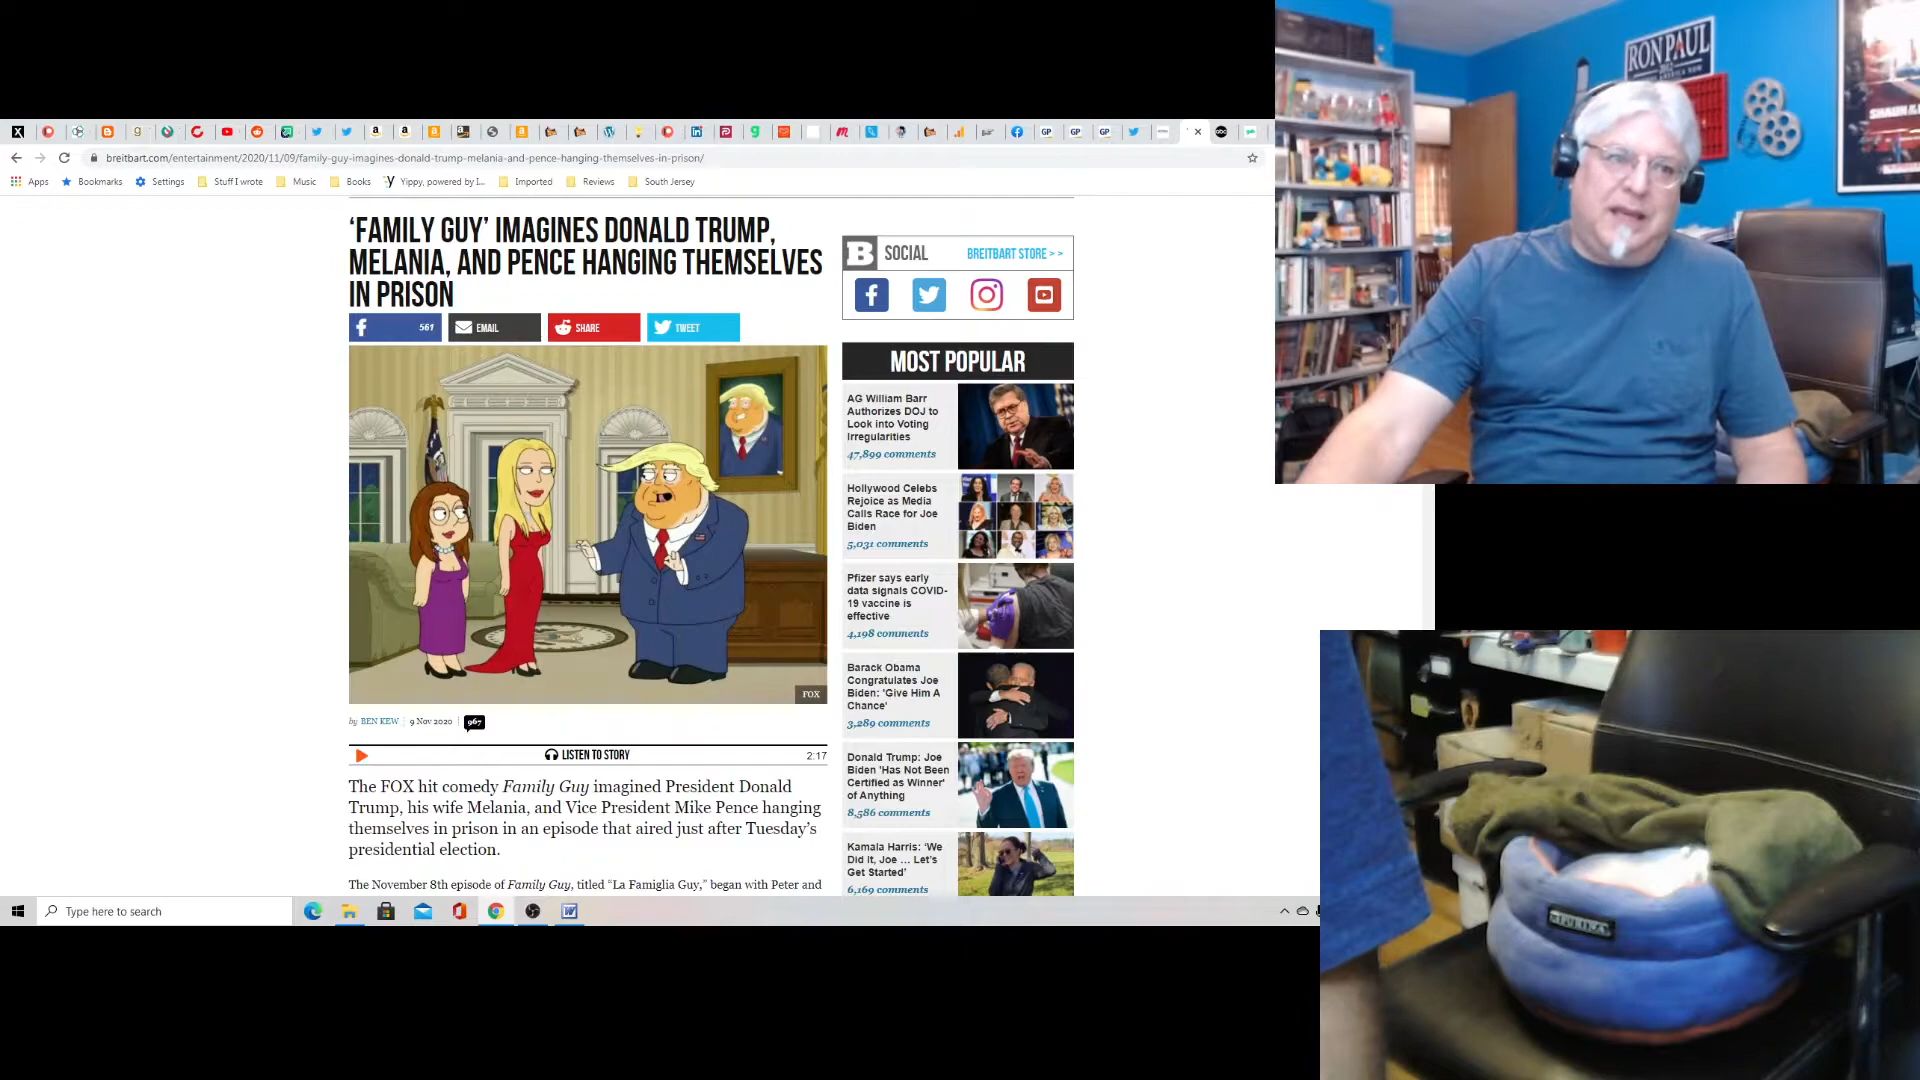 breitbart.com/entertainment/2020/11/09/family-guy-imagines-donald-trump-melania-and-pence-hanging-themselves-in-prison/
Apps Bookmarks Settings Stuff I wrote Music Books Yippy, powered by I... Imported Reviews South Jersey
‘FAMILY GUY’ IMAGINES DONALD TRUMP,
MELANIA, AND PENCE HANGING THEMSELVES
IN PRISON
561 EMAIL SHARE TWEET
FOX
by BEN KEW 9 Nov 2020 967
LISTEN TO STORY 2:17
The FOX hit comedy Family Guy imagined President Donald
Trump, his wife Melania, and Vice President Mike Pence hanging
themselves in prison in an episode that aired just after Tuesday’s
presidential election.
The November 8th episode of Family Guy, titled “La Famiglia Guy,” began with Peter and
B SOCIAL BREITBART STORE > >
MOST POPULAR
AG William Barr
Authorizes DOJ to
Look into Voting
Irregularities
47,899 comments
Hollywood Celebs
Rejoice as Media
Calls Race for Joe
Biden
5,031 comments
Pfizer says early
data signals COVID-
19 vaccine is
effective
4,198 comments
Barack Obama
Congratulates Joe
Biden: 'Give Him A
Chance'
3,289 comments
Donald Trump: Joe
Biden 'Has Not Been
Certified as Winner'
of Anything
8,586 comments
Kamala Harris: ‘We
Did It, Joe … Let’s
Get Started’
6,169 comments
Type here to search
RON PAUL